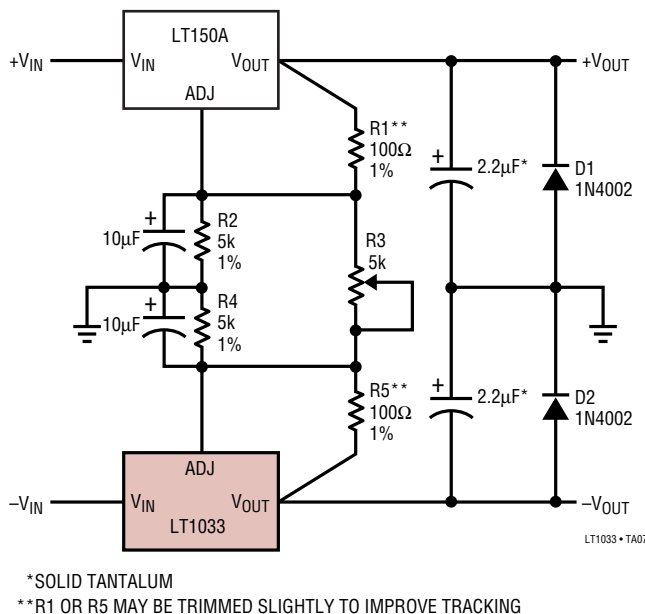 LT150A
+VIN
VIN
VOUT
+VOUT
ADJ
R1**
100Ω
1%
+
2.2µF*
D1
1N4002
+
10µF
R2
5k
1%
R3
5k
+
10µF
R4
5k
1%
R5**
100Ω
1%
+
2.2µF*
D2
1N4002
ADJ
–VIN
VIN
VOUT
–VOUT
LT1033
LT1033 • TA07
*SOLID TANTALUM
**R1 OR R5 MAY BE TRIMMED SLIGHTLY TO IMPROVE TRACKING